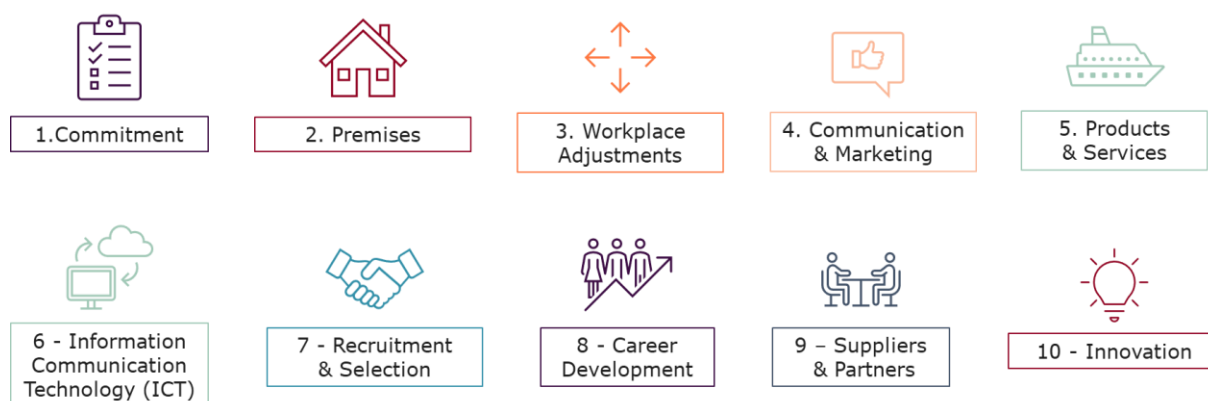 1.Commitment
2. Premises
3. Workplace
Adjustments
4. Communication
& Marketing
5. Products
& Services
6 - Information
Communication
Technology (ICT)
7 - Recruitment
& Selection
8 - Career
Development
9 – Suppliers
& Partners
10 - Innovation